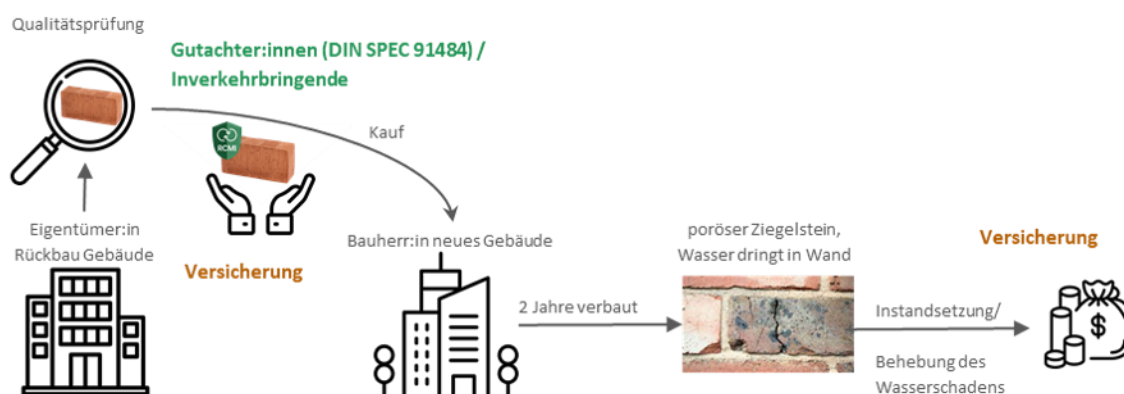 Qualitätsprüfung
Gutachter:innen (DIN SPEC 91484) /
Inverkehrbringende
Kauf
RCMI
Eigentümer:in
Rückbau Gebäude
Versicherung
Bauherr:in neues Gebäude
2 Jahre verbaut
poröser Ziegelstein,
Wasser dringt in Wand
Instandsetzung/
Behebung des
Wasserschadens
Versicherung
$